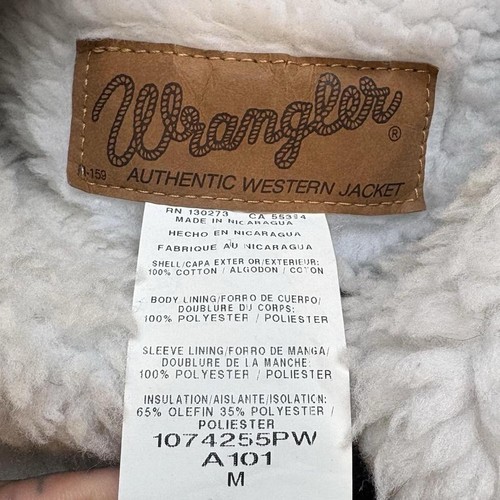 Wrangler®
-159
AUTHENTIC WESTERN JACKET
RN 130273 CA 55394
MADE IN NICARAGUA
HECHO EN NICARAGUA
FABRIQUE AU NICARAGUA
SHELL/CAPA EXTER OR/EXTERIEUR:
100% COTTON / ALGODON / COTON
BODY LINING/FORRO DE CUERPO/
DOUBLURE DU CORPS:
100% POLYESTER / POLIESTER
SLEEVE LINING/FORRO DE MANGA/
DOUBLURE DE LA MANCHE:
100% POLYESTER / POLIESTER
INSULATION/AISLANTE/ISOLATION:
65% OLEFIN 35% POLYESTER/
POLIESTER
1074255PW
A101
M